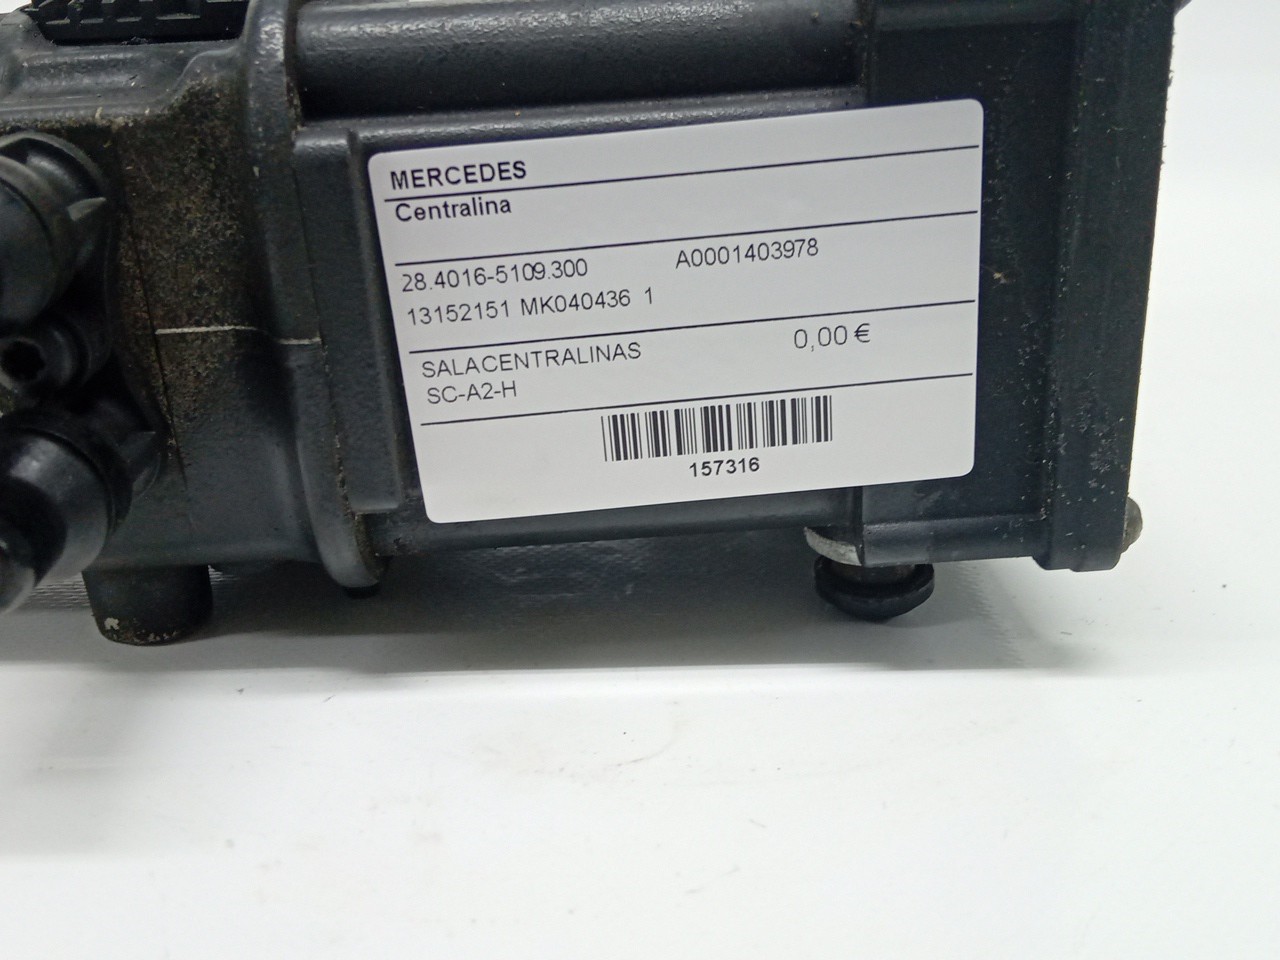 MERCEDES
Centralina
28.4016-5109.300 A0001403978
13152151 MK040436 1
SALACENTRALINAS 0,00 €
SC-A2-H
157316